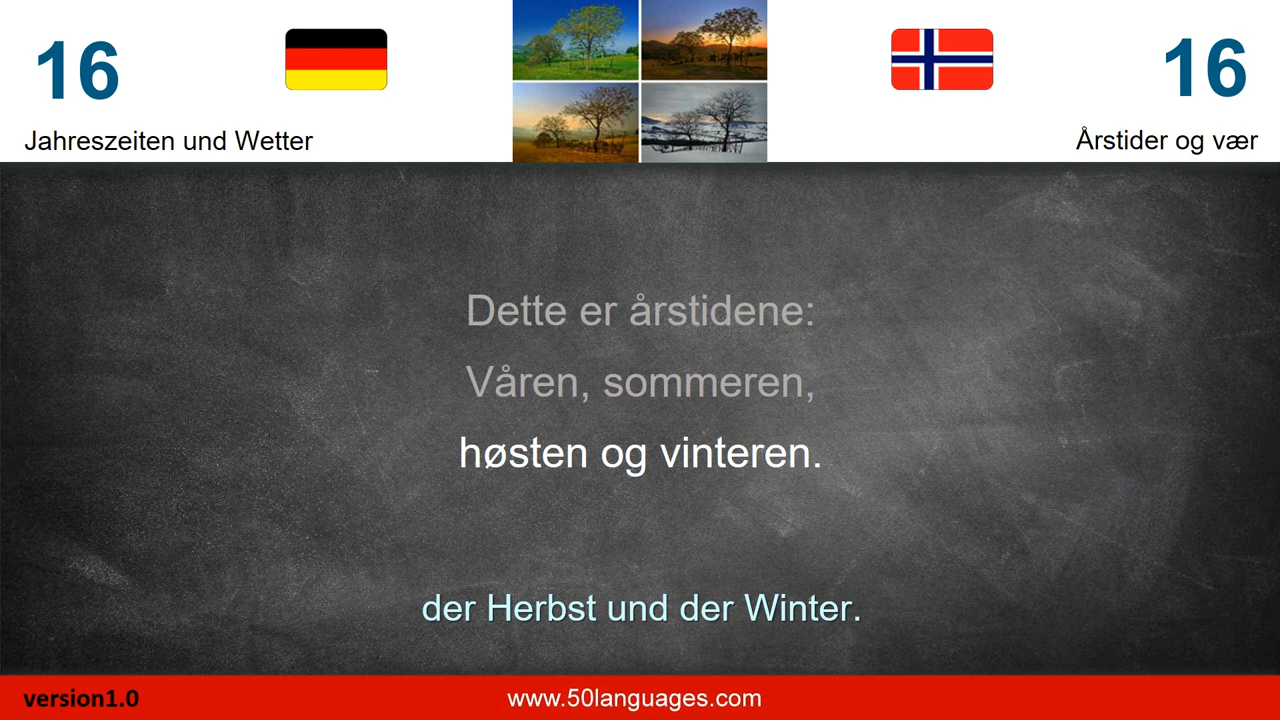 16
16
Jahreszeiten und Wetter
Årstider og vær
Dette er årstidene:
Våren, sommeren,
høsten og vinteren.
der Herbst und der Winter.
version1.0
www.50languages.com